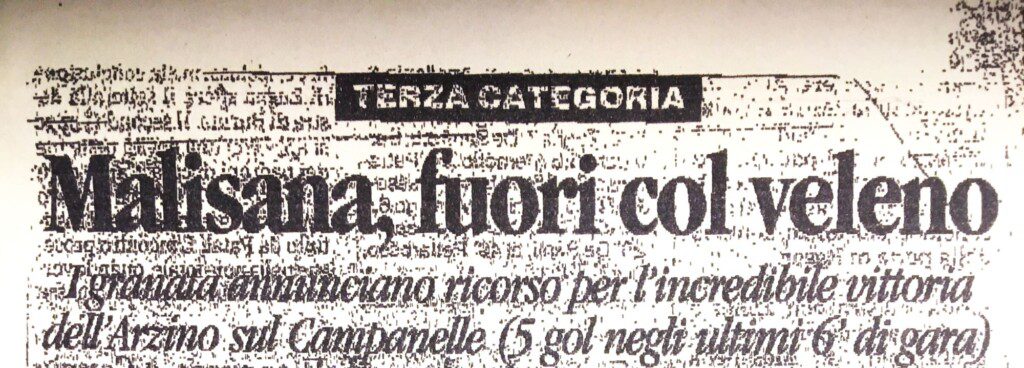 TERZA CATEGORIA
Malisana, fuori col veleno
I granata annunciano ricorso per l'incredibile vittoria
dell'Arzino sul Campanelle (5 gol negli ultimi 6' di gara)